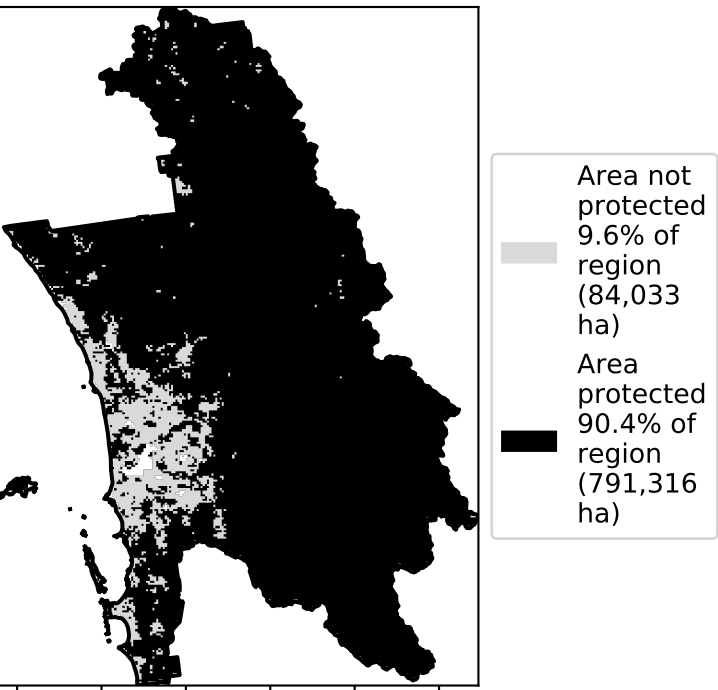 Area not
protected
9.6% of
region
(84,033
ha)
Area
protected
90.4% of
region
(791,316
ha)